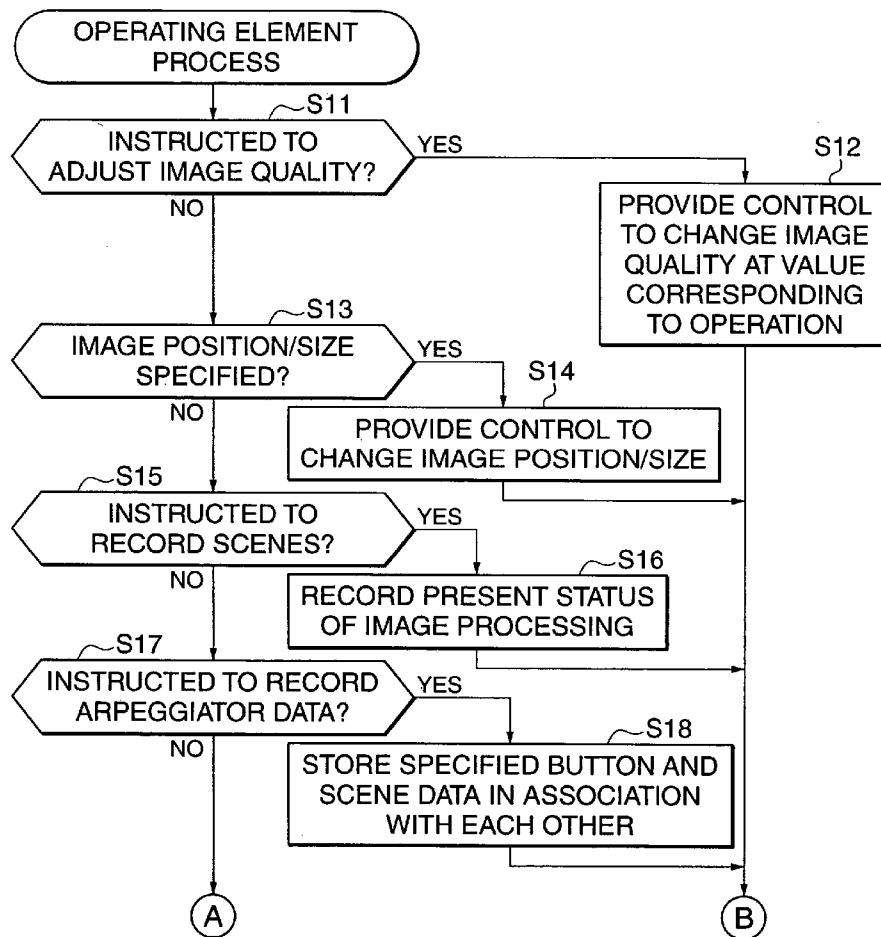 OPERATING ELEMENT
PROCESS
S11
INSTRUCTED TO
ADJUST IMAGE QUALITY?
YES
NO
S12
PROVIDE CONTROL
TO CHANGE IMAGE
QUALITY AT VALUE
CORRESPONDING
TO OPERATION
S13
IMAGE POSITION/SIZE
SPECIFIED?
YES
NO
S14
PROVIDE CONTROL TO
CHANGE IMAGE POSITION/SIZE
S15
INSTRUCTED TO
RECORD SCENES?
YES
NO
S16
RECORD PRESENT STATUS
OF IMAGE PROCESSING
S17
INSTRUCTED TO RECORD
ARPEGGIATOR DATA?
YES
NO
S18
STORE SPECIFIED BUTTON AND
SCENE DATA IN ASSOCIATION
WITH EACH OTHER
A
B